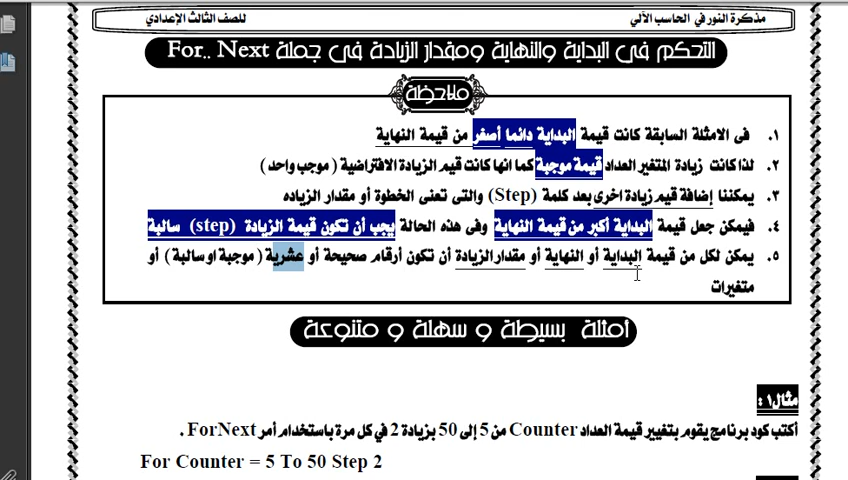 مذكرة النور في الحاسب الآلي
للصف الثالث الإعدادي
التحكم فى البداية والنهاية ومقدار الزيادة فى جملة For.. Next
ملاحظة
١. فى الامثلة السابقة كانت قيمة البداية دائما أصغر من قيمة النهاية
٢. لذا كانت زيادة المتغير العداد قيمة موجبة كما انها كانت قيم الزيادة الافتراضية (موجب واحد)
٣. يمكننا إضافة قيم زيادة اخرى بعد كلمة (Step) والتى تعنى الخطوة أو مقدار الزياده
٤. فيمكن جعل قيمة البداية أكبر من قيمة النهاية وفى هذه الحالة يجب أن تكون قيمة الزيادة (step) سالبة
٥. يمكن لكل من قيمة البداية أو النهاية أو مقدار الزيادة أن تكون أرقام صحيحة أو عشرية (موجبة او سالبة) أو
متغيرات
أمثلة بسيطة و سهلة و متنوعة
مثال١:
أكتب كود برنامج يقوم بتغيير قيمة العداد Counter من 5 إلى 50 بزيادة 2 في كل مرة باستخدام أمر ForNext .
For Counter = 5 To 50 Step 2